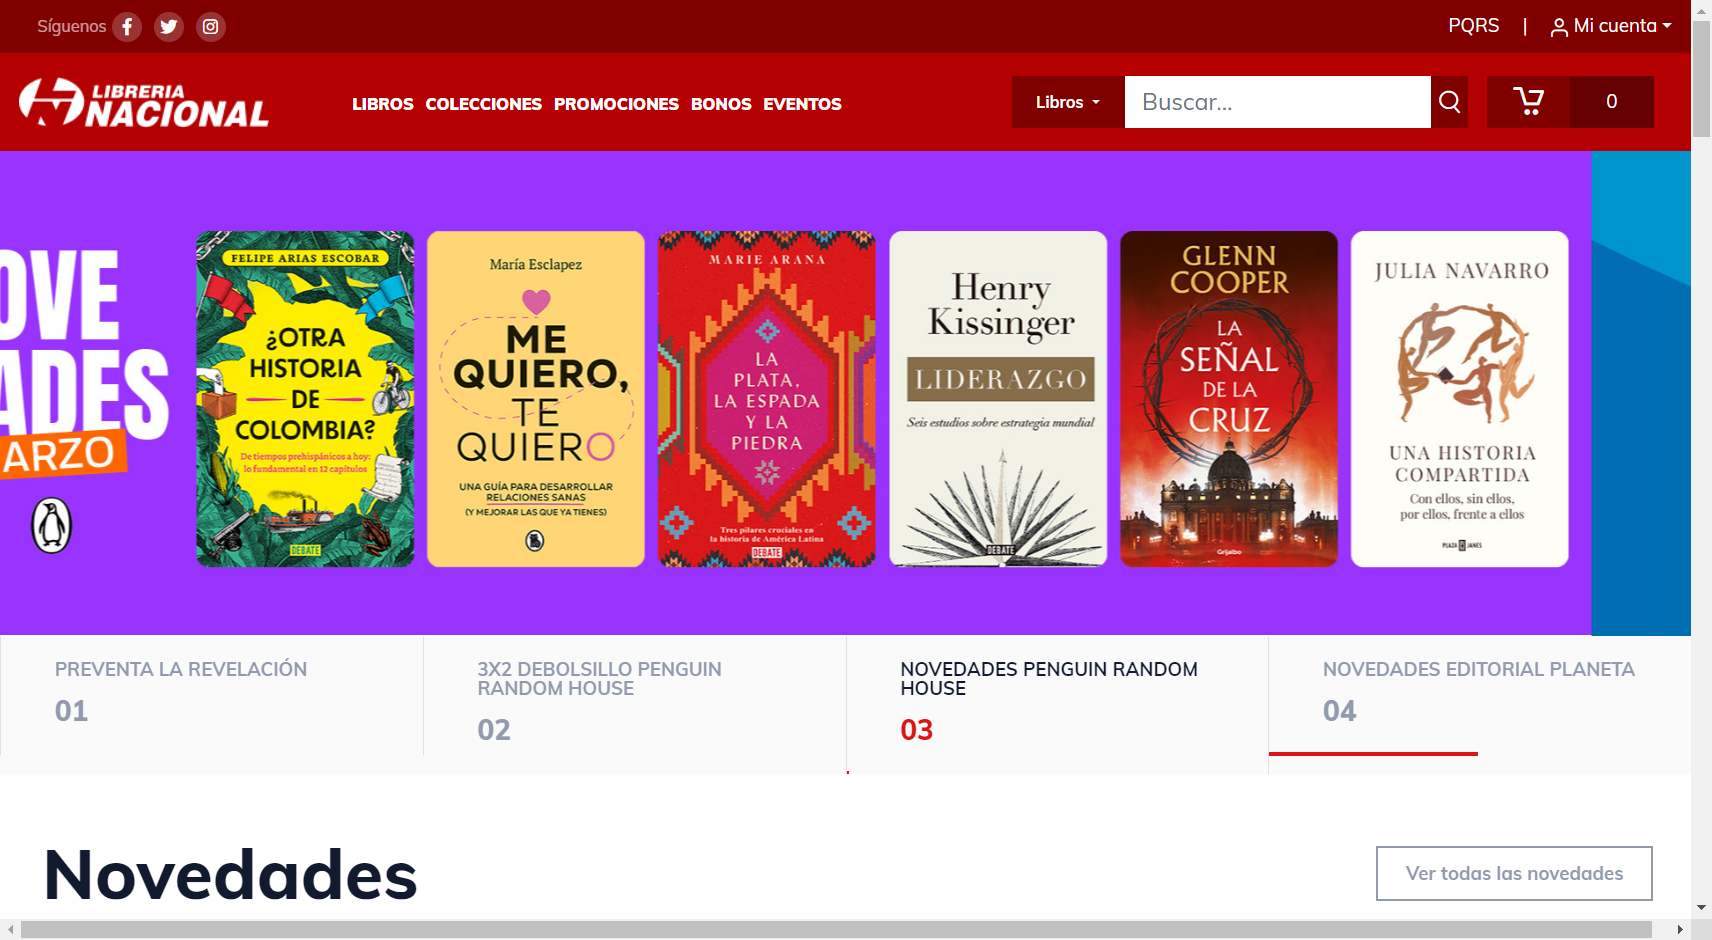 Síguenos
PQRS | Mi cuenta
LIBRERIA
NACIONAL
LIBROS COLECCIONES PROMOCIONES BONOS EVENTOS
Libros
Buscar...
0
OVE
ADES
ARZO
FELIPE ARIAS ESCOBAR
¿OTRA
HISTORIA
DE
COLOMBIA?
De tiempos prehispánicos a hoy:
lo fundamental en 12 capítulos
DEBATE
María Esclapez
ME
QUIERO,
TE
QUIERO
UNA GUÍA PARA DESARROLLAR
RELACIONES SANAS
(Y MEJORAR LAS QUE YA TIENES)
MARIE ARANA
LA
PLATA,
LA ESPADA
Y LA
PIEDRA
Tres pilares cruciales en
la historia de América Latina
DEBATE
Henry
Kissinger
LIDERAZGO
Seis estudios sobre estrategia mundial
DEBATE
GLENN
COOPER
LA
SEÑAL
DE LA
CRUZ
Grijalbo
JULIA NAVARRO
UNA HISTORIA
COMPARTIDA
Con ellos, sin ellos,
por ellos, frente a ellos
PLAZA JANÉS
PREVENTA LA REVELACIÓN
01
3X2 DEBOLSILLO PENGUIN
RANDOM HOUSE
02
NOVEDADES PENGUIN RANDOM
HOUSE
03
NOVEDADES EDITORIAL PLANETA
04
Novedades
Ver todas las novedades